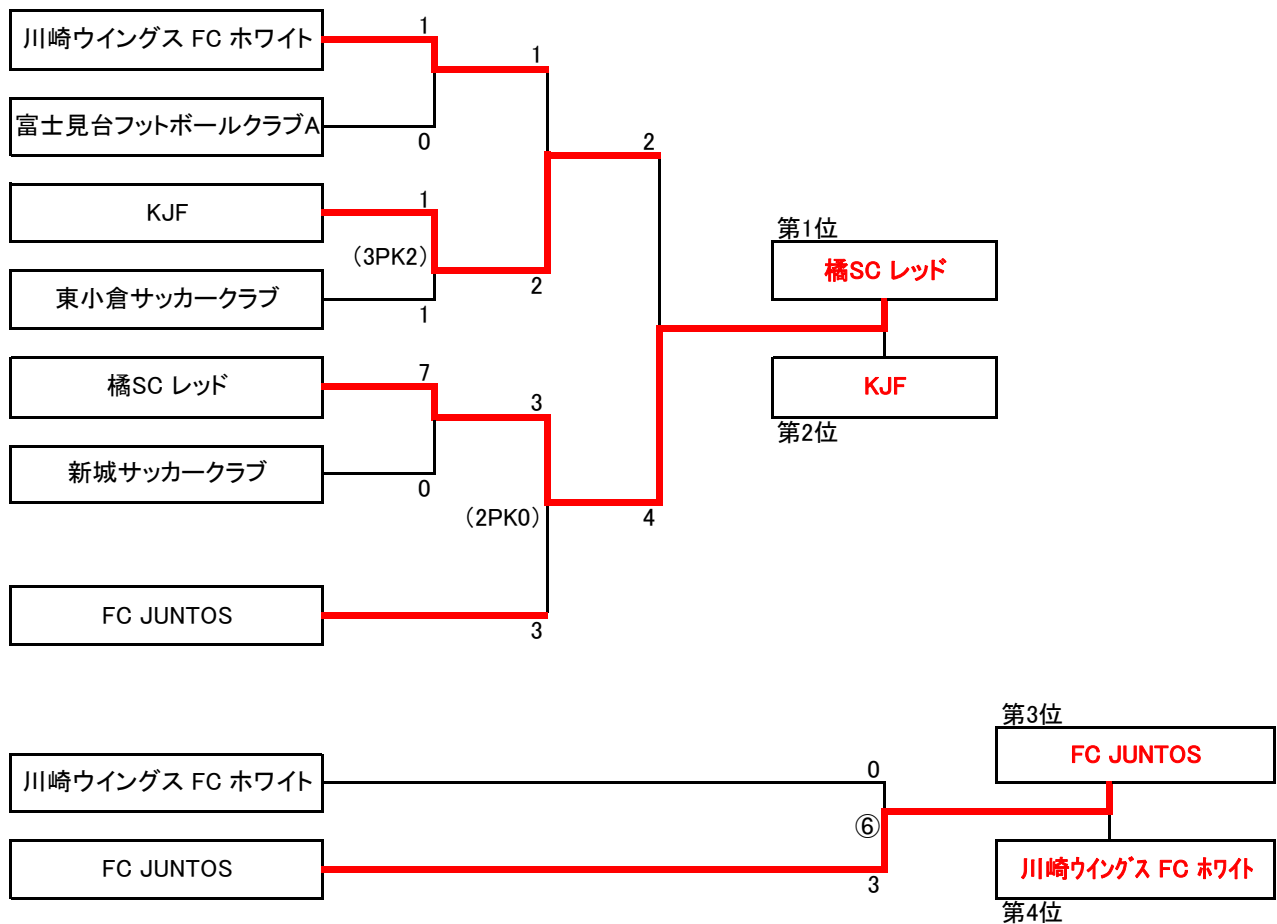 川崎ウイングス FC ホワイト
1
1
富士見台フットボールクラブA
0
2
KJF
1
(3PK2)
2
第1位
橘SC レッド
東小倉サッカークラブ
1
橘SC レッド
7
3
KJF
第2位
新城サッカークラブ
0
(2PK0)
4
FC JUNTOS
3
第3位
FC JUNTOS
川崎ウイングス FC ホワイト
0
⑥
FC JUNTOS
3
川崎ウイングス FC ホワイト
第4位